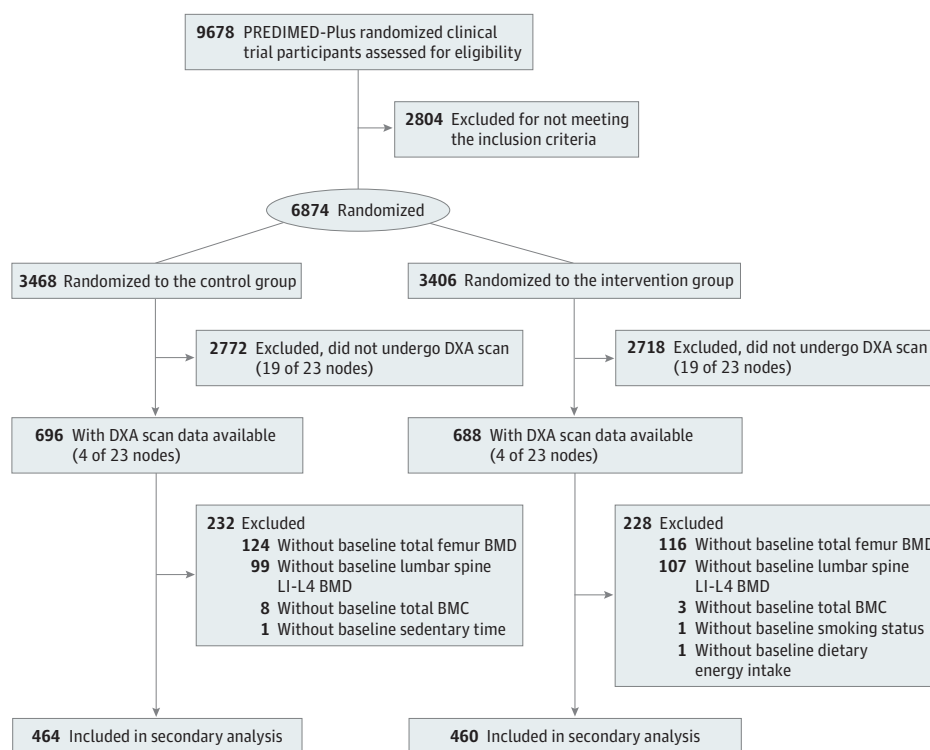 9678 PREDIMED-Plus randomized clinical
trial participants assessed for eligibility
2804 Excluded for not meeting
the inclusion criteria
6874 Randomized
3468 Randomized to the control group
3406 Randomized to the intervention group
2772 Excluded, did not undergo DXA scan
(19 of 23 nodes)
2718 Excluded, did not undergo DXA scan
(19 of 23 nodes)
696 With DXA scan data available
(4 of 23 nodes)
688 With DXA scan data available
(4 of 23 nodes)
232 Excluded
124 Without baseline total femur BMD
99 Without baseline lumbar spine
LI-L4 BMD
8 Without baseline total BMC
1 Without baseline sedentary time
228 Excluded
116 Without baseline total femur BMD
107 Without baseline lumbar spine
LI-L4 BMD
3 Without baseline total BMC
1 Without baseline smoking status
1 Without baseline dietary
energy intake
464 Included in secondary analysis
460 Included in secondary analysis